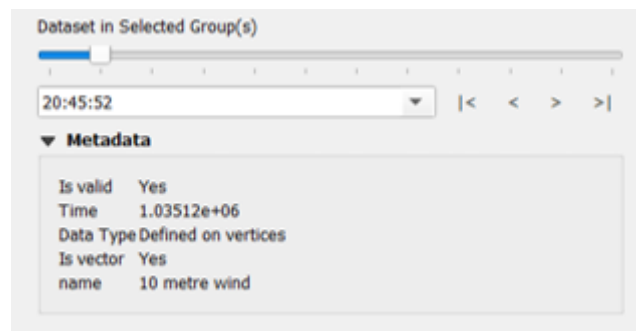 Dataset in Selected Group(s)
20:45:52 |< < > >|
Metadata
Is valid Yes
Time 1.03512e+06
Data Type Defined on vertices
Is vector Yes
name 10 metre wind